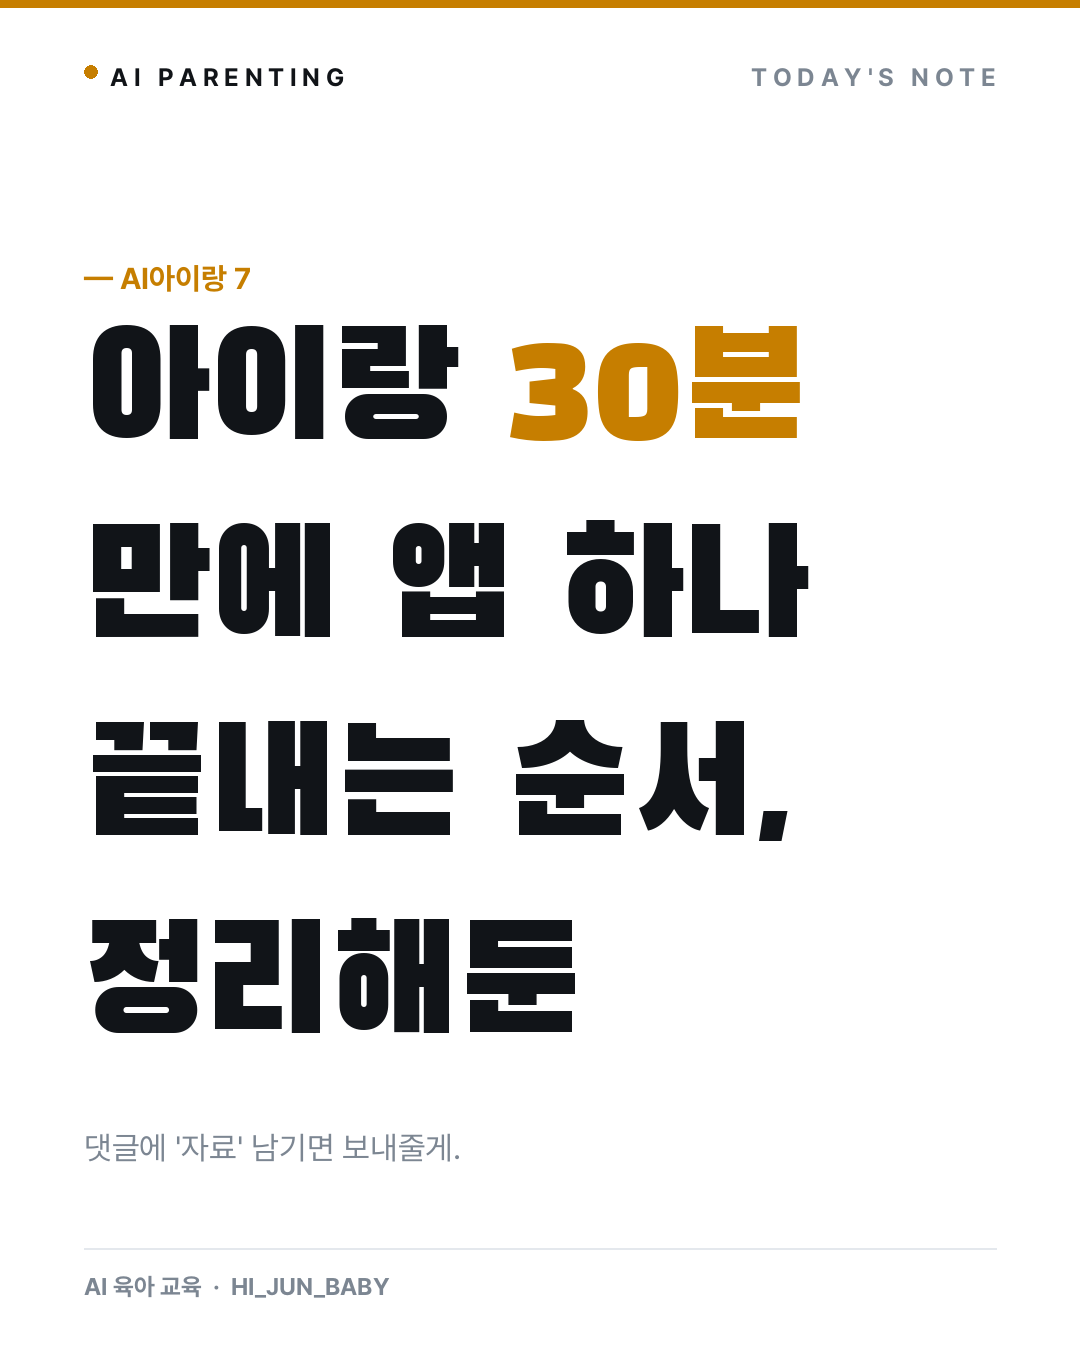 AI PARENTING
TODAY'S NOTE
— AI아이랑 7
아이랑 30분
만에 앱 하나
끝내는 순서,
정리해둔
댓글에 '자료' 남기면 보내줄게.
AI 육아 교육 · HI_JUN_BABY